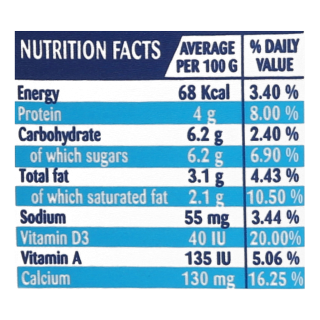 NUTRITION FACTS AVERAGE PER 100 G % DAILY VALUE
Energy 68 Kcal 3.40 %
Protein 4 g 8.00 %
Carbohydrate 6.2 g 2.40 %
of which sugars 6.2 g 6.90 %
Total fat 3.1 g 4.43 %
of which saturated fat 2.1 g 10.50 %
Sodium 55 mg 3.44 %
Vitamin D3 40 IU 20.00%
Vitamin A 135 IU 5.06 %
Calcium 130 mg 16.25 %